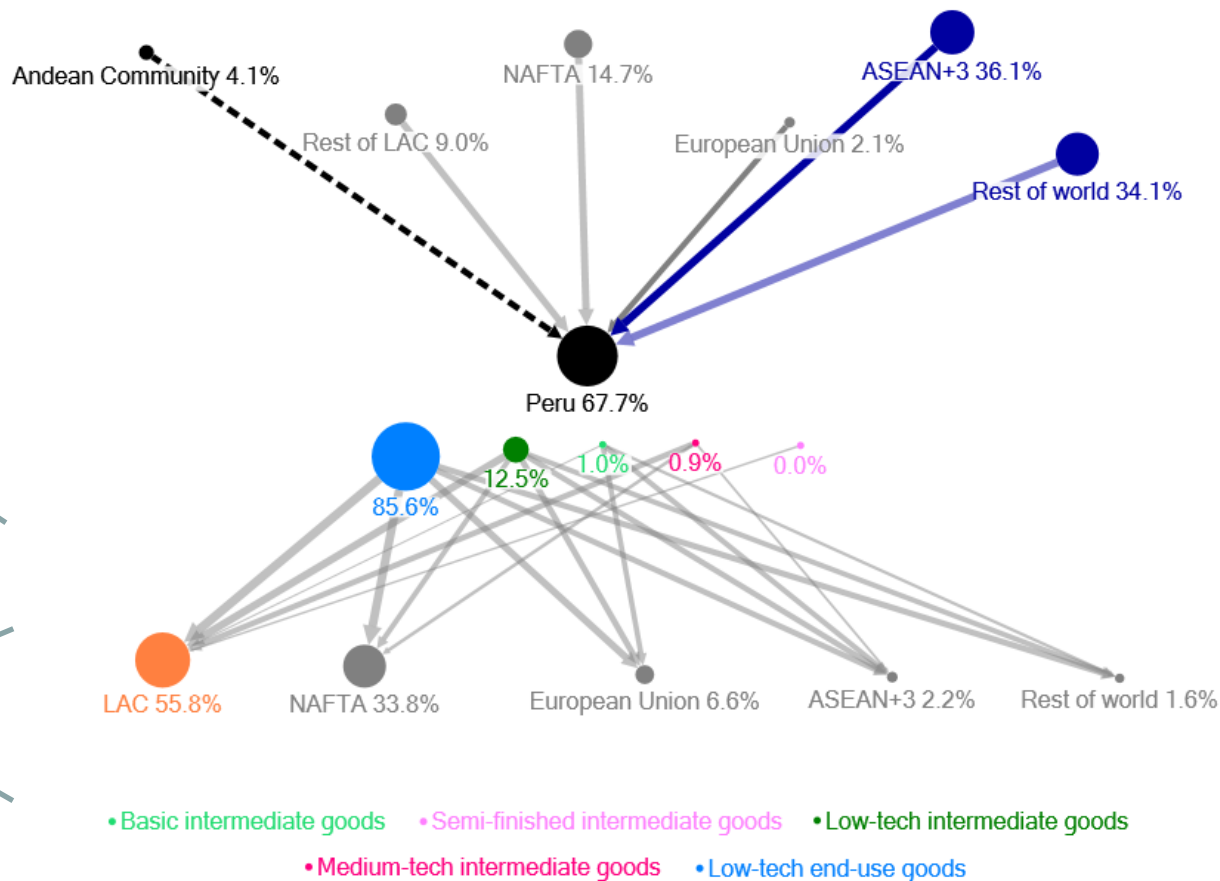 Andean Community 4.1%
NAFTA 14.7%
ASEAN+3 36.1%
Rest of LAC 9.0%
European Union 2.1%
Rest of world 34.1%
Peru 67.7%
85.6%
12.5%
1.0%
0.9%
0.0%
LAC 55.8%
NAFTA 33.8%
European Union 6.6%
ASEAN+3 2.2%
Rest of world 1.6%
•Basic intermediate goods •Semi-finished intermediate goods •Low-tech intermediate goods
•Medium-tech intermediate goods •Low-tech end-use goods